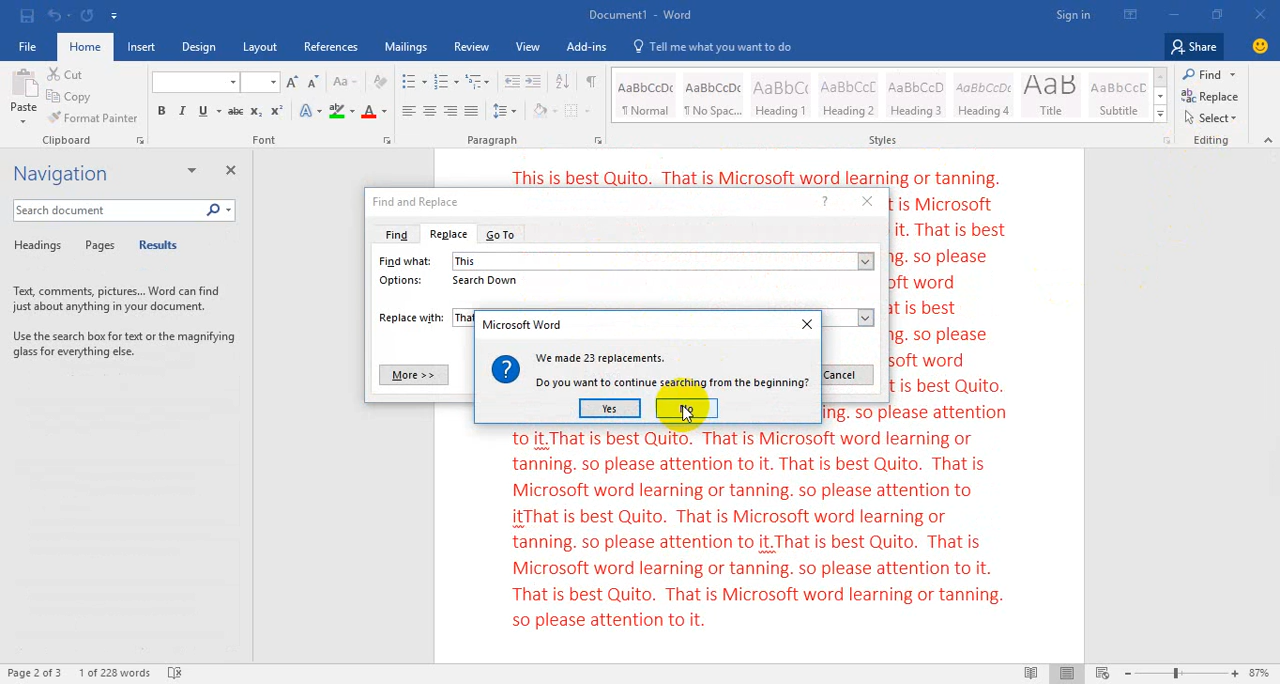 Document1 - Word
Sign in
File Home Insert Design Layout References Mailings Review View Add-ins Tell me what you want to do
Share
Paste
Cut
Copy
Format Painter
Clipboard
Font
Paragraph
AaBbCcDc AaBbCcDc AaBbCc AaBbCcC AaBbCcD AaBbCcDc AaB AaBbCcC
¶ Normal ¶ No Spac... Heading 1 Heading 2 Heading 3 Heading 4 Title Subtitle
Styles
Find
Replace
Select
Editing
Navigation
Search document
Headings Pages Results
Text, comments, pictures... Word can find
just about anything in your document.
Use the search box for text or the magnifying
glass for everything else.
Find and Replace
Find Replace Go To
Find what: This
Options: Search Down
Replace with: That
More >>
Cancel
Microsoft Word
We made 23 replacements.
Do you want to continue searching from the beginning?
Yes No
This is best Quito. That is Microsoft word learning or tanning.
t is Microsoft
it. That is best
ng. so please
oft word
at is best
ng. so please
soft word
t is best Quito.
ing. so please attention
to it.That is best Quito. That is Microsoft word learning or
tanning. so please attention to it. That is best Quito. That is
Microsoft word learning or tanning. so please attention to
itThat is best Quito. That is Microsoft word learning or
tanning. so please attention to it.That is best Quito. That is
Microsoft word learning or tanning. so please attention to it.
That is best Quito. That is Microsoft word learning or tanning.
so please attention to it.
Page 2 of 3 1 of 228 words
87%